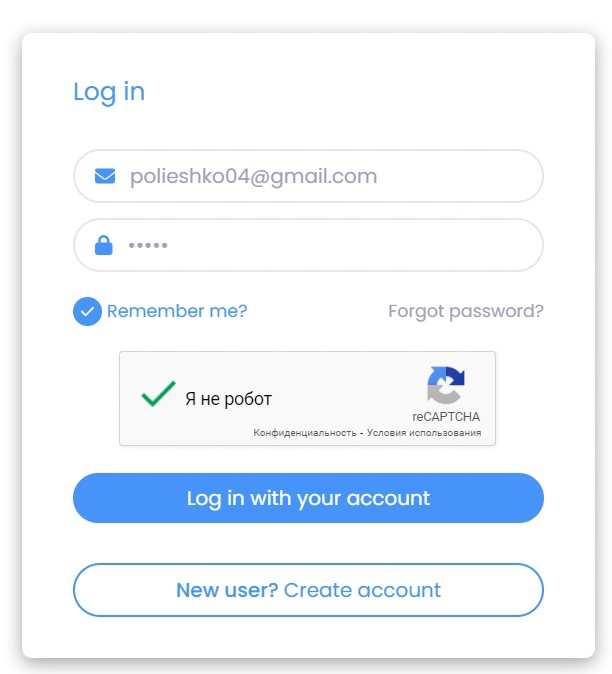 Log in
polieshko04@gmail.com
•••••
Remember me? Forgot password?
Я не робот
reCAPTCHA
Конфиденциальность - Условия использования
Log in with your account
New user? Create account